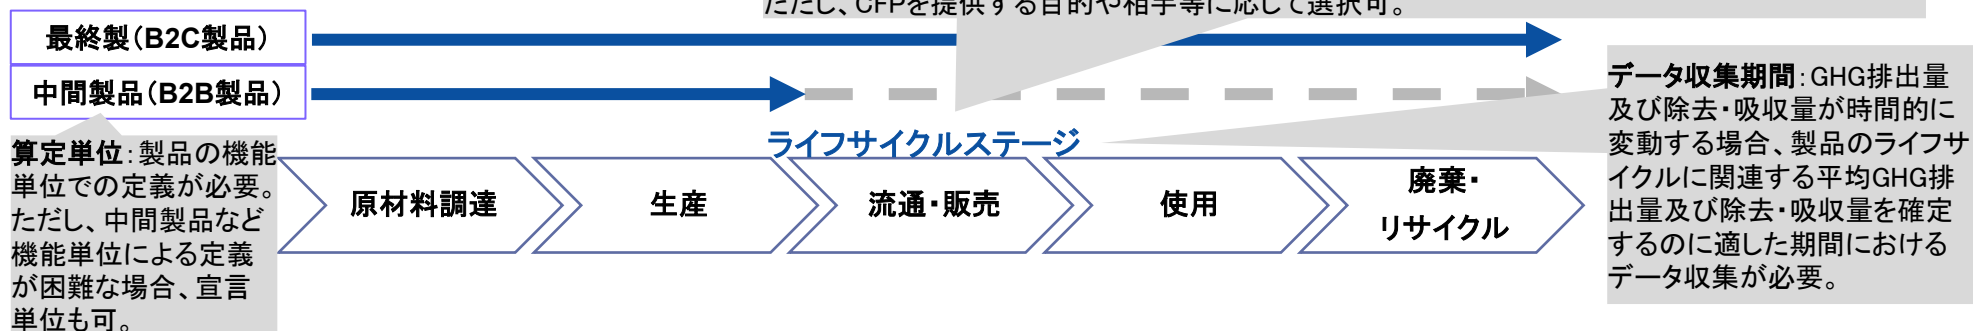 ただし、CFPを提供する目的や相手等に応じて選択可。
最終製(B2C製品)
中間製品(B2B製品)
算定単位：製品の機能
単位での定義が必要。
ただし、中間製品など
機能単位による定義
が困難な場合、宣言
単位も可。
ライフサイクルステージ
原材料調達
生産
流通・販売
使用
廃棄・
リサイクル
データ収集期間：GHG排出量
及び除去・吸収量が時間的に
変動する場合、製品のライフサ
イクルに関連する平均GHG排
出量及び除去・吸収量を確定
するのに適した期間における
データ収集が必要。